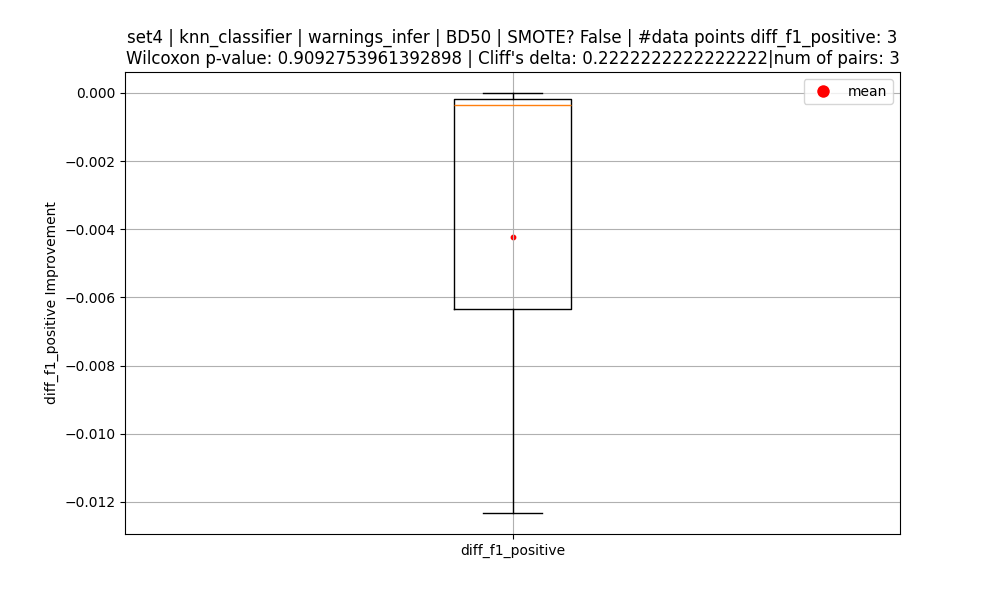 set4 | knn_classifier | warnings_infer | BD50 | SMOTE? False | #data points diff_f1_positive: 3
Wilcoxon p-value: 0.9092753961392898 | Cliff's delta: 0.2222222222222222|num of pairs: 3
mean
0.000
−0.002
−0.004
−0.006
−0.008
−0.010
−0.012
diff_f1_positive Improvement
diff_f1_positive